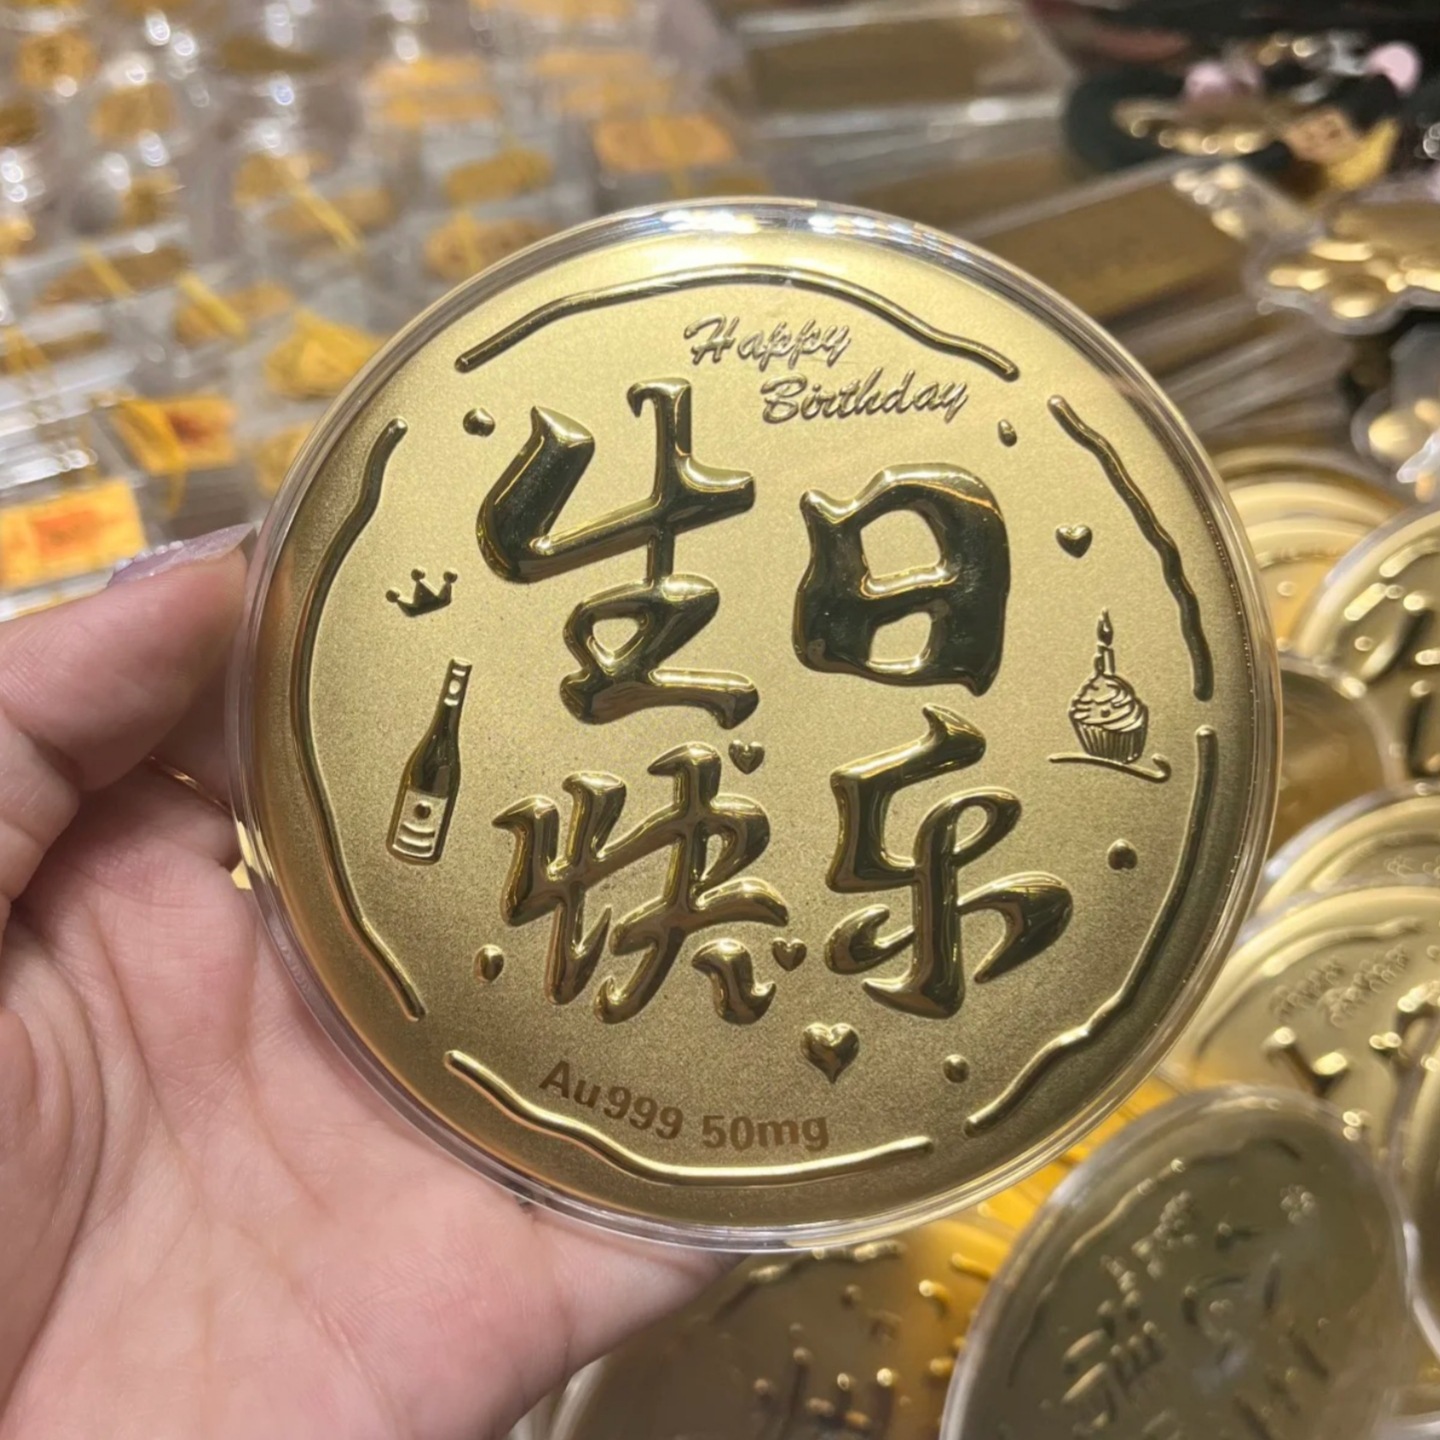 Happy
Birthday
生日
快乐
Au999 50mg